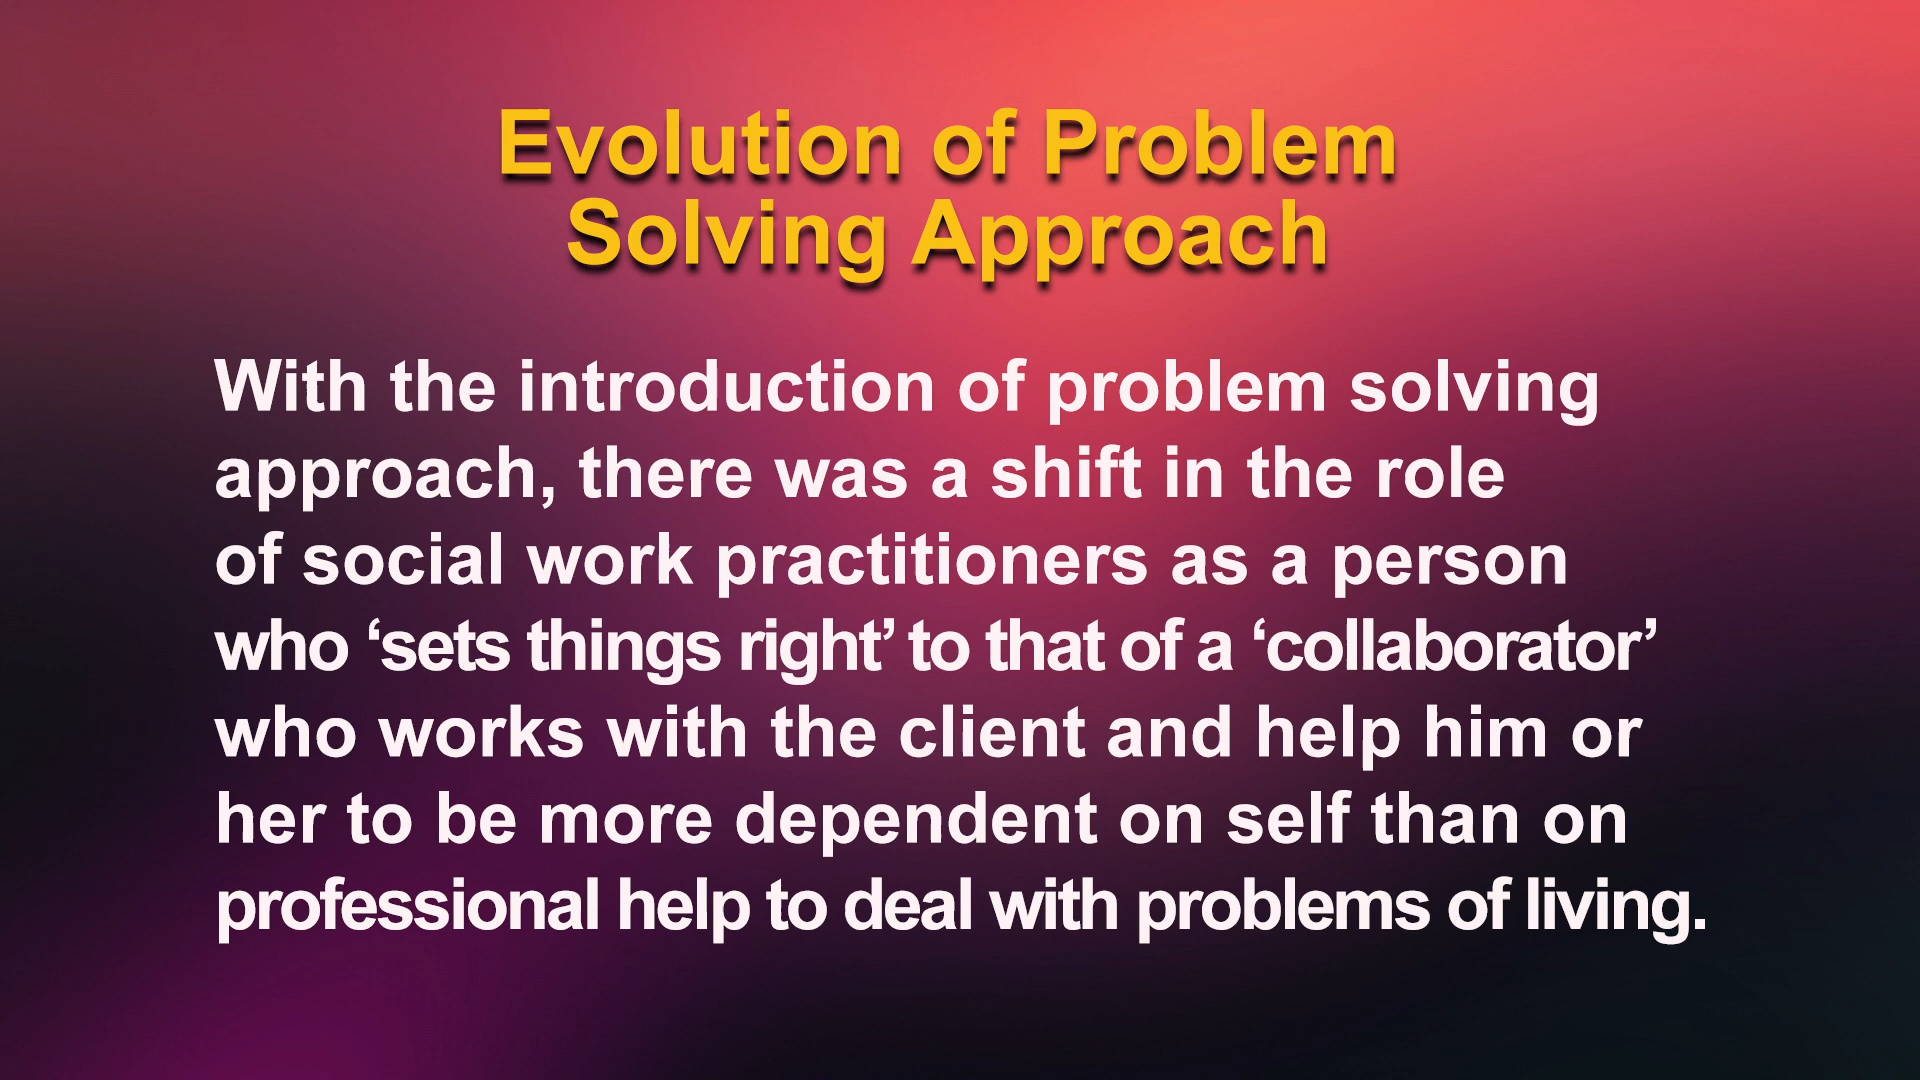 Evolution of Problem
Solving Approach
With the introduction of problem solving
approach, there was a shift in the role
of social work practitioners as a person
who ‘sets things right’ to that of a ‘collaborator’
who works with the client and help him or
her to be more dependent on self than on
professional help to deal with problems of living.